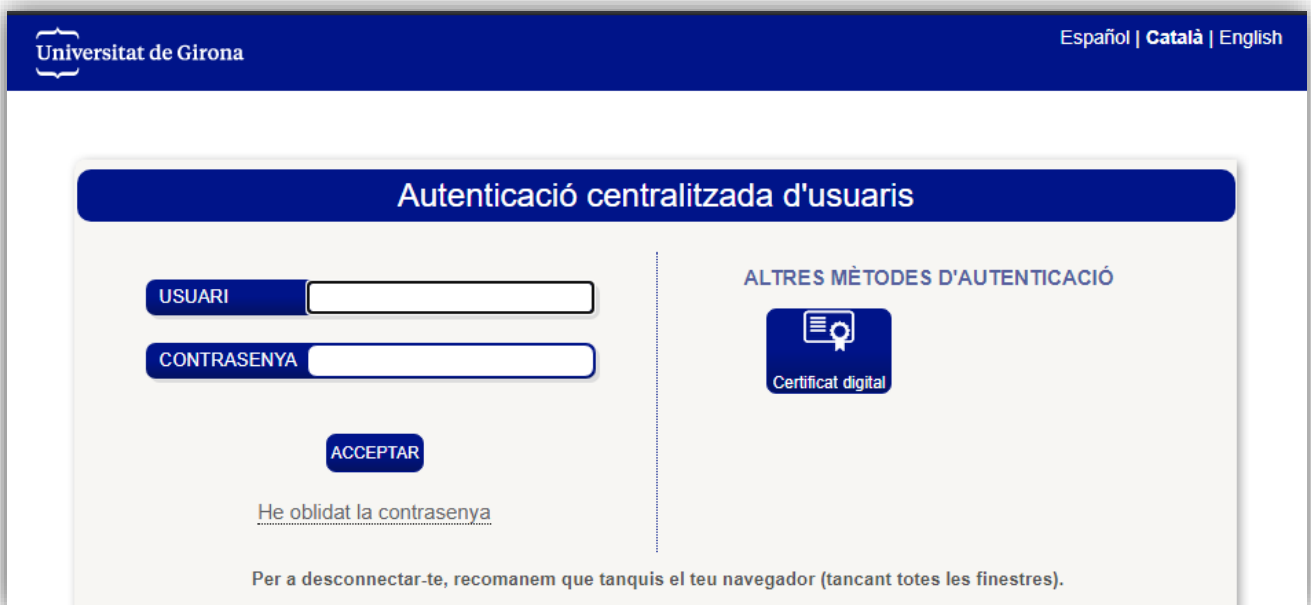 Universitat de Girona
Español | Català | English
Autenticació centralitzada d'usuaris
USUARI
CONTRASENYA
ACCEPTAR
He oblidat la contrasenya
ALTRES MÈTODES D'AUTENTICACIÓ
Certificat digital
Per a desconnectar-te, recomanem que tanquis el teu navegador (tancant totes les finestres).